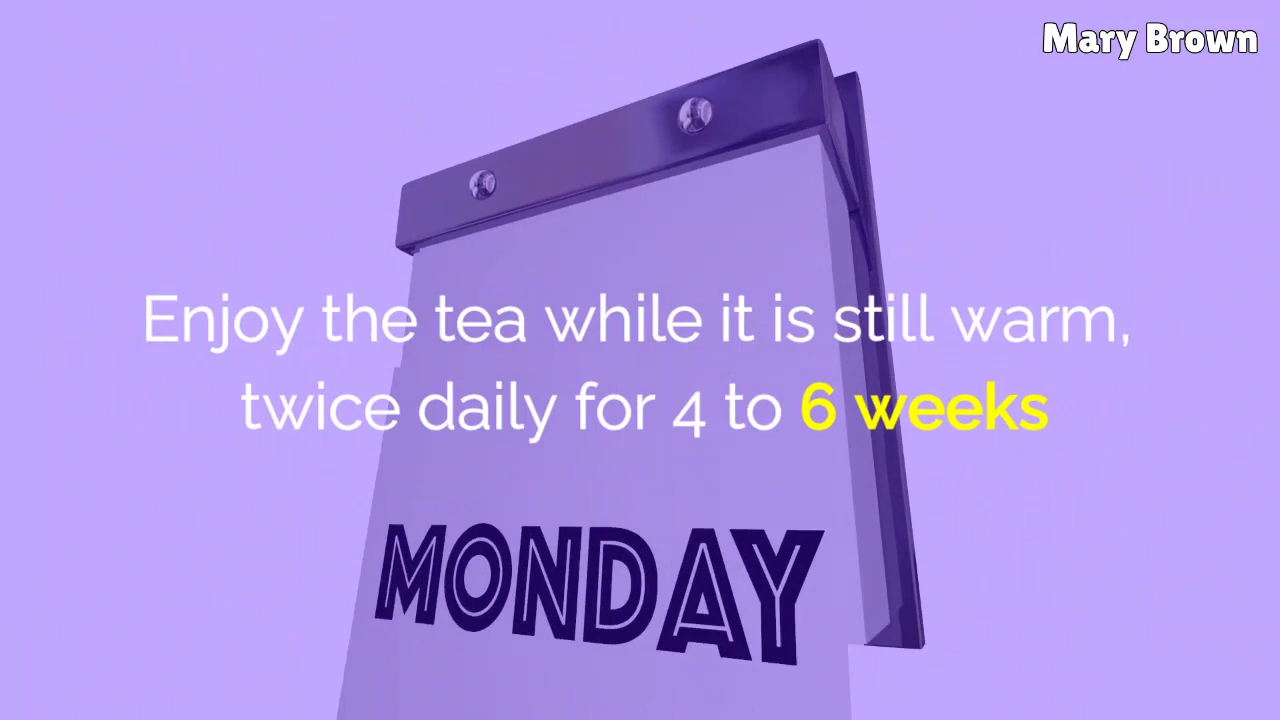 Mary Brown
Enjoy the tea while it is still warm,
twice daily for 4 to 6 weeks
MONDAY